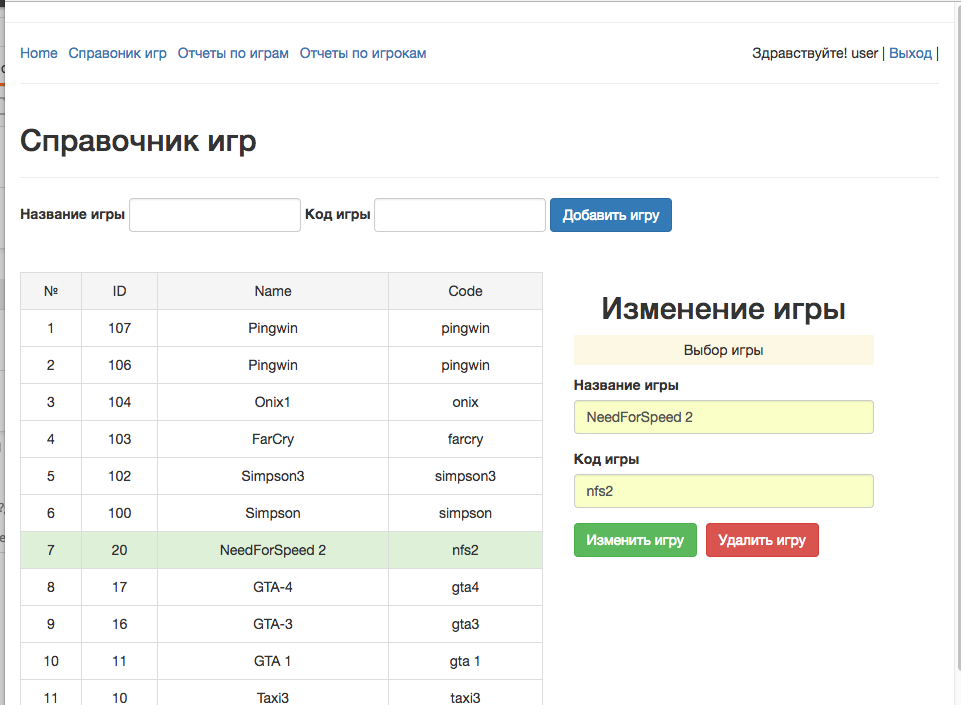 Home Справоник игр Отчеты по играм Отчеты по игрокам Здравствуйте! user | Выход |
Справочник игр
Название игры Код игры Добавить игру
№ ID Name Code
1 107 Pingwin pingwin
2 106 Pingwin pingwin
3 104 Onix1 onix
4 103 FarCry farcry
5 102 Simpson3 simpson3
6 100 Simpson simpson
7 20 NeedForSpeed 2 nfs2
8 17 GTA-4 gta4
9 16 GTA-3 gta3
10 11 GTA 1 gta 1
11 10 Taxi3 taxi3
Изменение игры
Выбор игры
Название игры
NeedForSpeed 2
Код игры
nfs2
Изменить игру Удалить игру